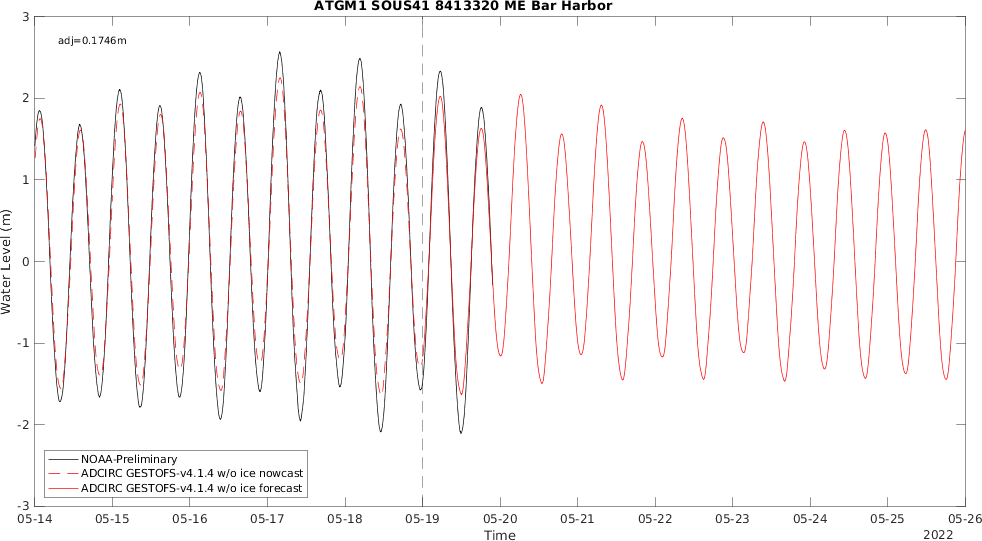 ATGM1 SOUS41 8413320 ME Bar Harbor
adj=0.1746m
3
2
1
0
-1
-2
-3
Water Level (m)
NOAA-Preliminary
ADCIRC GESTOFS-v4.1.4 w/o ice nowcast
ADCIRC GESTOFS-v4.1.4 w/o ice forecast
05-14 05-15 05-16 05-17 05-18 05-19 05-20 05-21 05-22 05-23 05-24 05-25 05-26
Time
2022